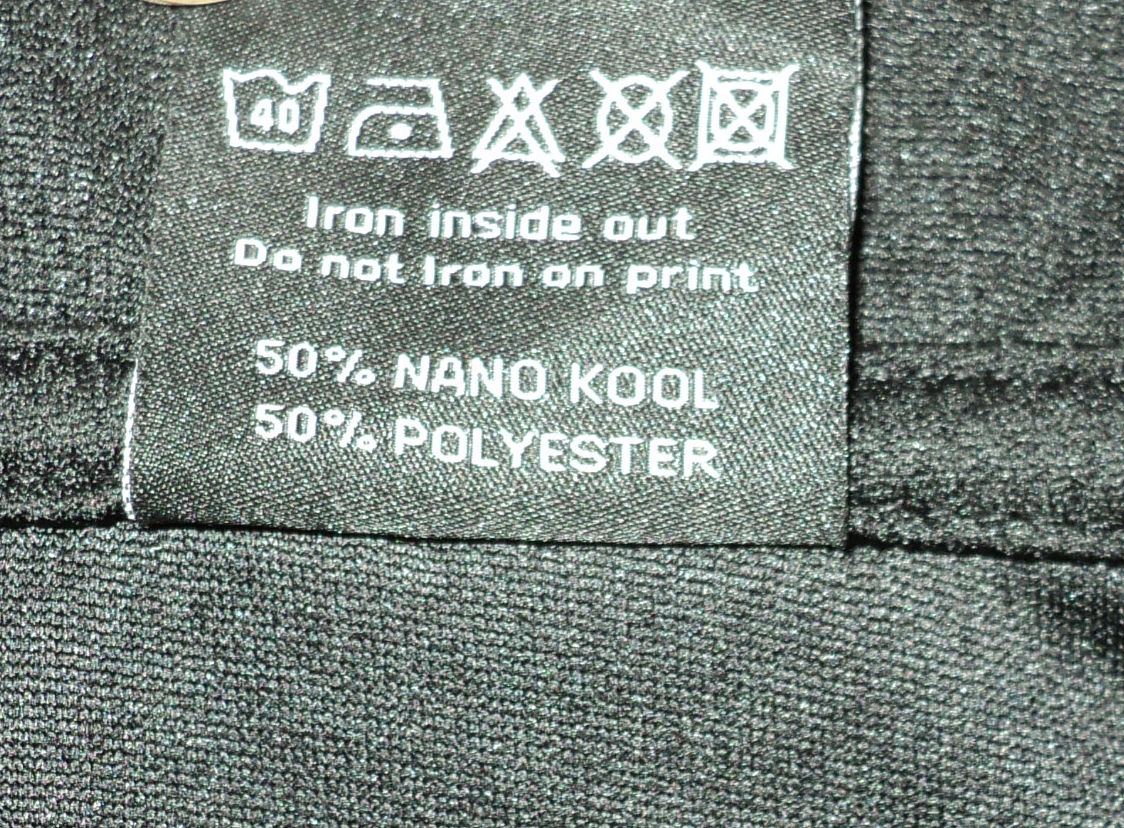 40
Iron inside out
Do not Iron on print
50% NANO KOOL
50% POLYESTER